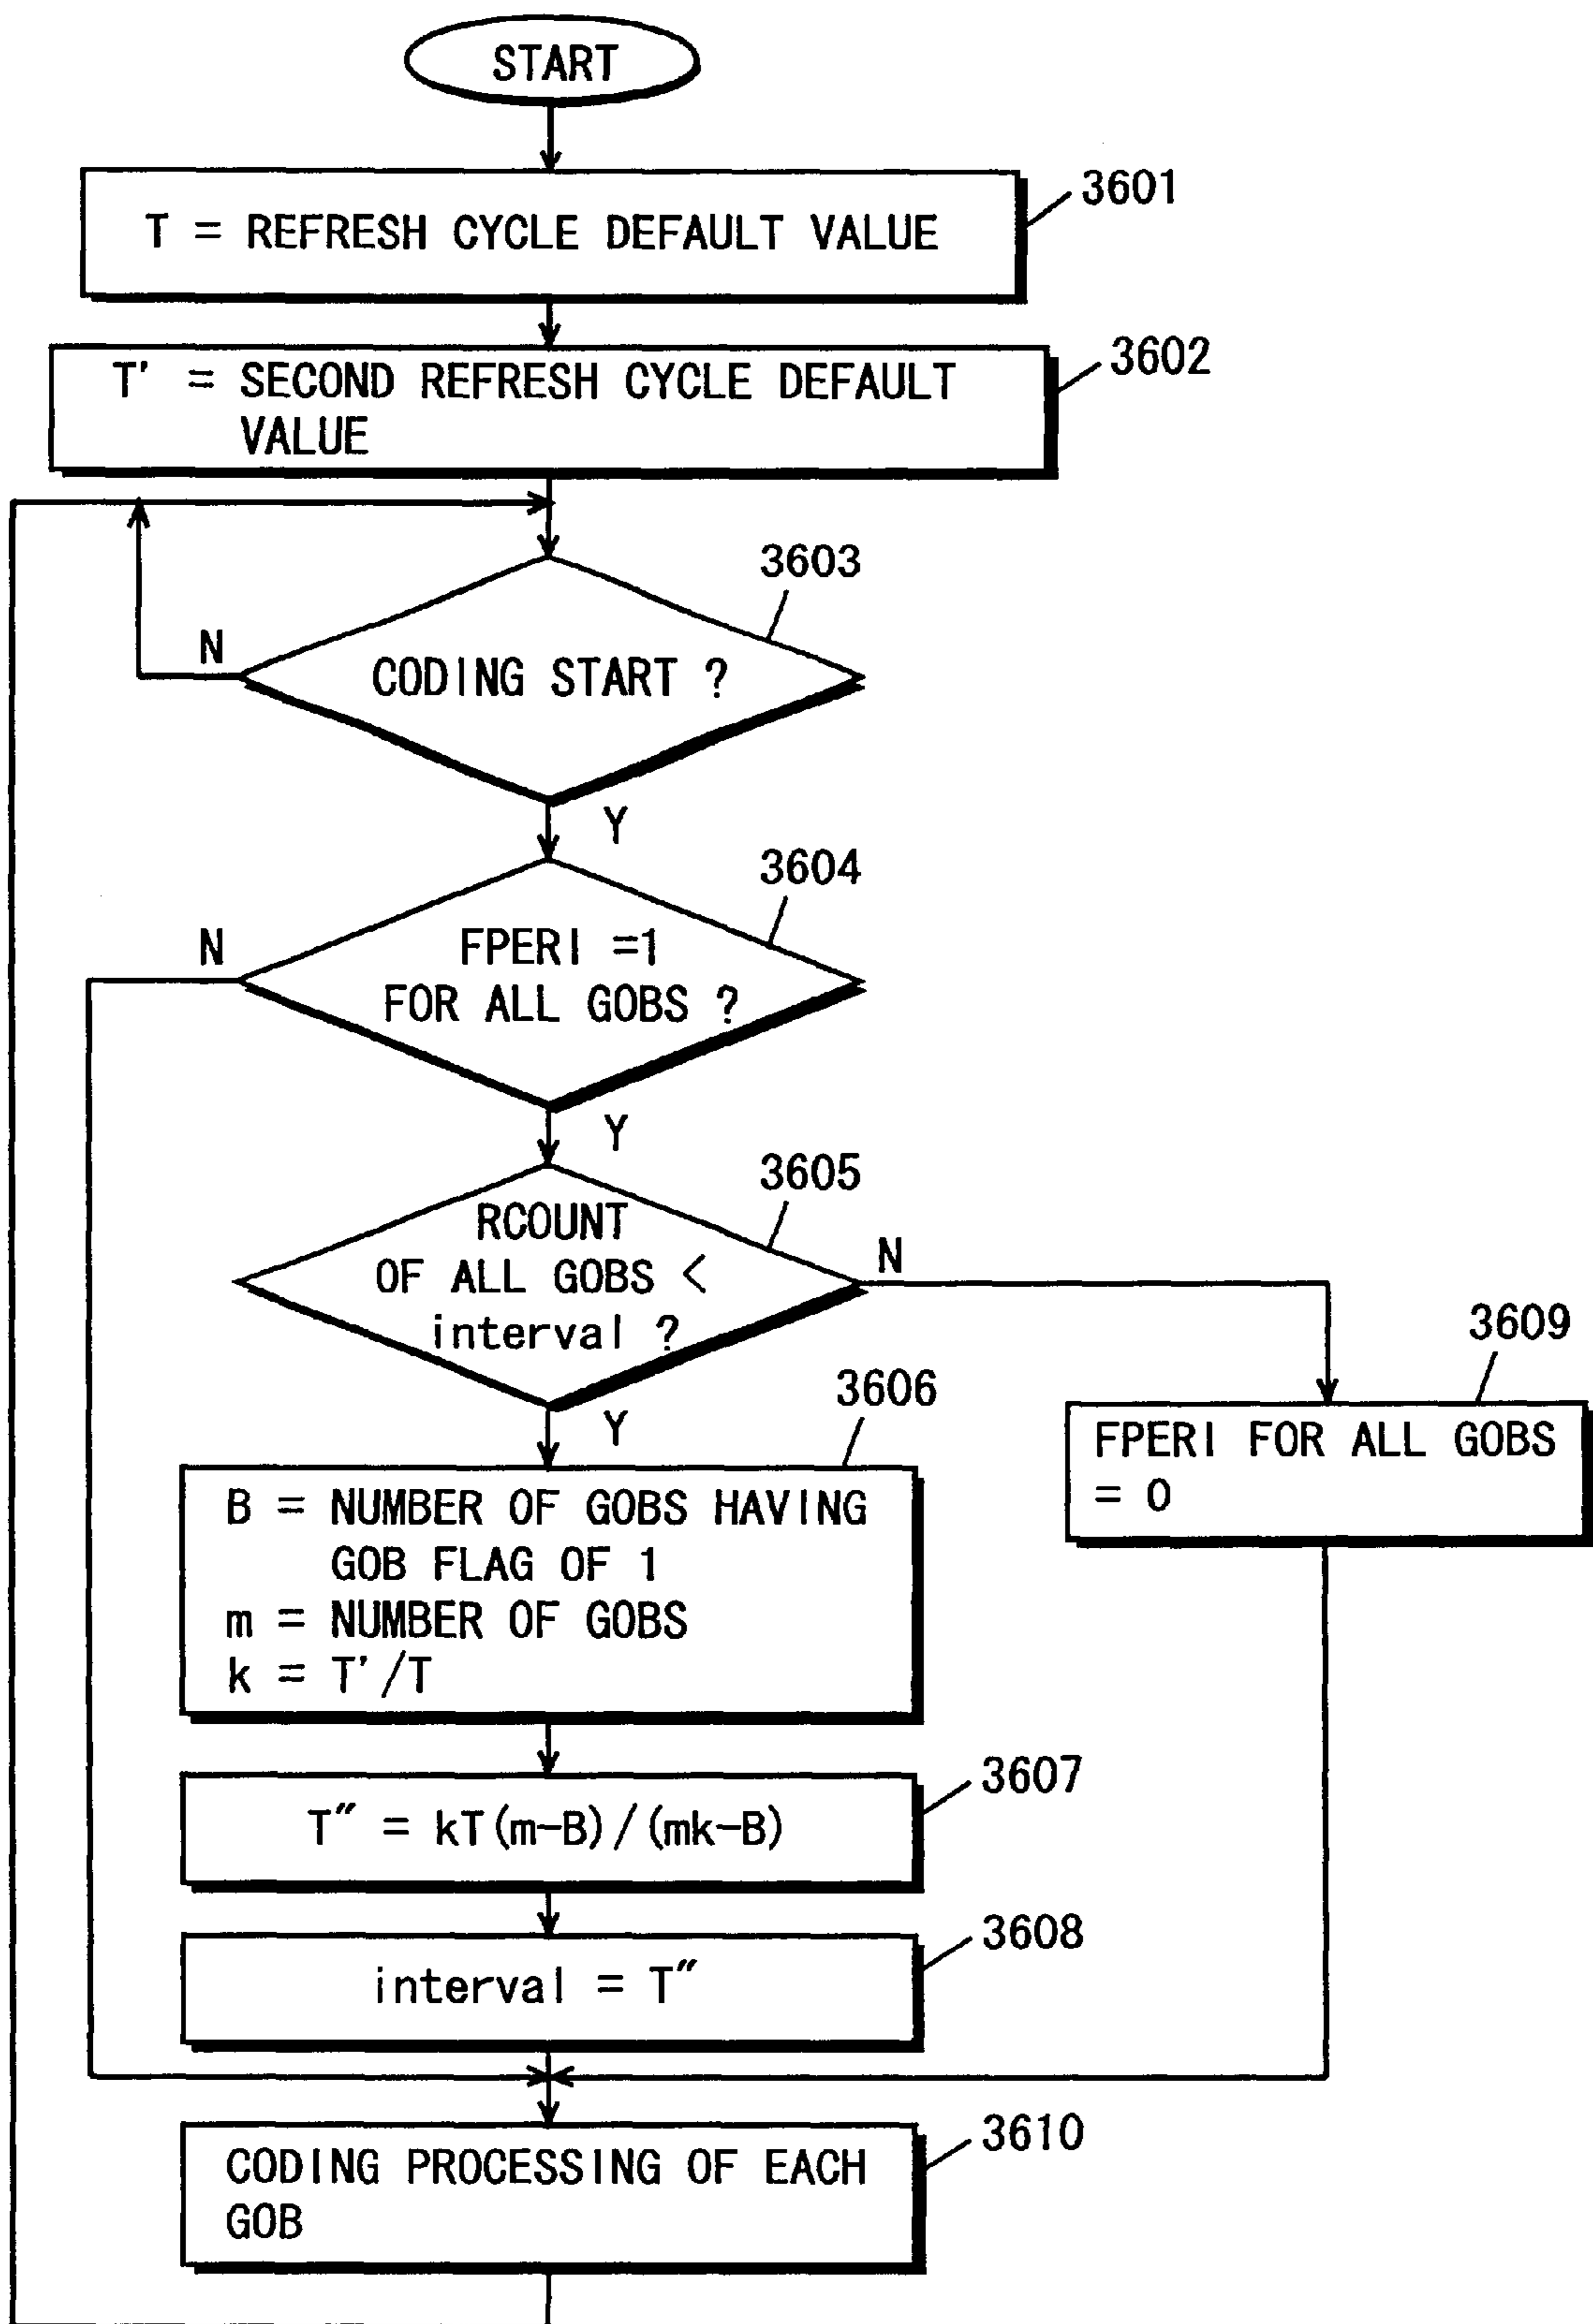 START
3601
T = REFRESH CYCLE DEFAULT VALUE
3602
T' = SECOND REFRESH CYCLE DEFAULT
VALUE
3603
N
CODING START ?
Y
3604
N
FPERI =1
FOR ALL GOBS ?
Y
3605
RCOUNT
OF ALL GOBS <
interval ?
N
3609
Y
3606
FPERI FOR ALL GOBS
= 0
B = NUMBER OF GOBS HAVING
GOB FLAG OF 1
m = NUMBER OF GOBS
k = T'/T
3607
T″ = kT(m-B)/(mk-B)
3608
interval = T″
3610
CODING PROCESSING OF EACH
GOB